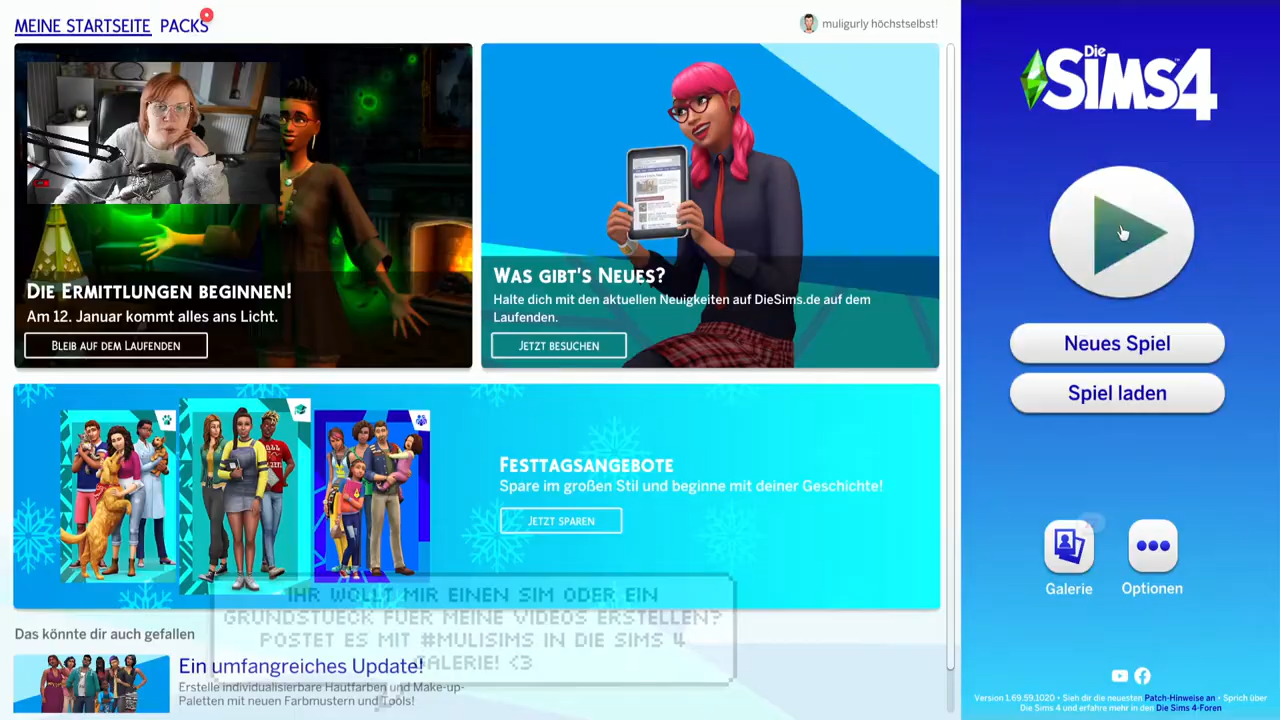 MEINE STARTSEITE PACKS
muligurly höchstselbst!
DIE ERMITTLUNGEN BEGINNEN!
Am 12. Januar kommt alles ans Licht.
BLEIB AUF DEM LAUFENDEN
WAS GIBT'S NEUES?
Halte dich mit den aktuellen Neuigkeiten auf DieSims.de auf dem
Laufenden.
JETZT BESUCHEN
FESTTAGSANGEBOTE
Spare im großen Stil und beginne mit deiner Geschichte!
JETZT SPAREN
IHR WOLLT MIR EINEN SIM ODER EIN
GRUNDSTUECK FUER MEINE VIDEOS ERSTELLEN?
POSTET ES MIT #MULISIMS IN DIE SIMS 4
GALERIE! <3
Das könnte dir auch gefallen
Ein umfangreiches Update!
Erstelle individualisierbare Hautfarben und Make-up-
Paletten mit neuen Farbmustern und Tools!
Die
SIMS 4
Neues Spiel
Spiel laden
Galerie
Optionen
Version 1.69.59.1020 • Sieh dir die neuesten Patch-Hinweise an • Sprich über
Die Sims 4 und erfahre mehr in den Die Sims 4-Foren